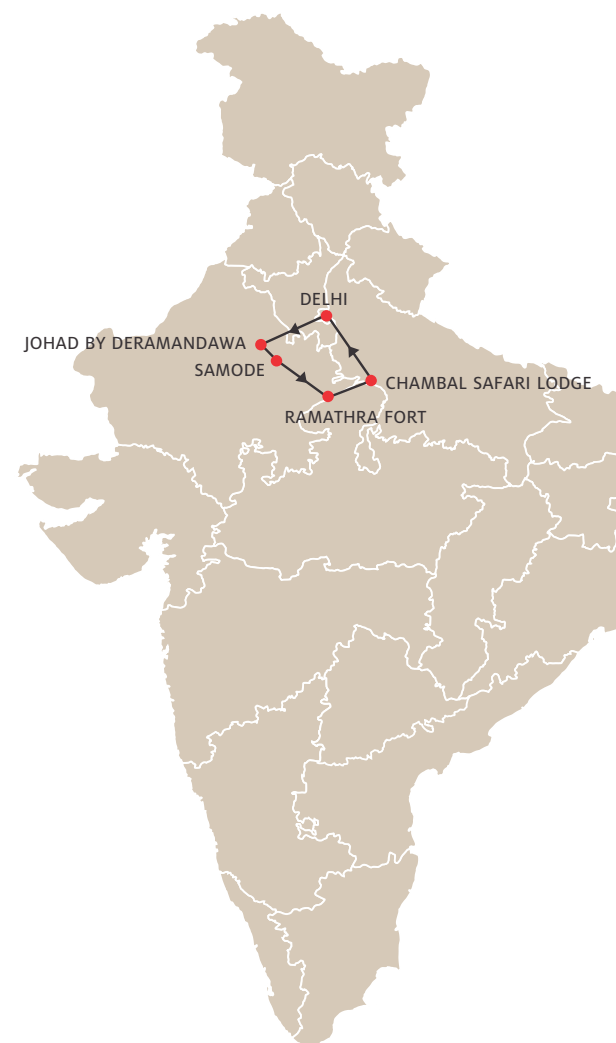 DELHI
JOHAD BY DERAMANDAWA
SAMODE
CHAMBAL SAFARI LODGE
RAMATHRA FORT